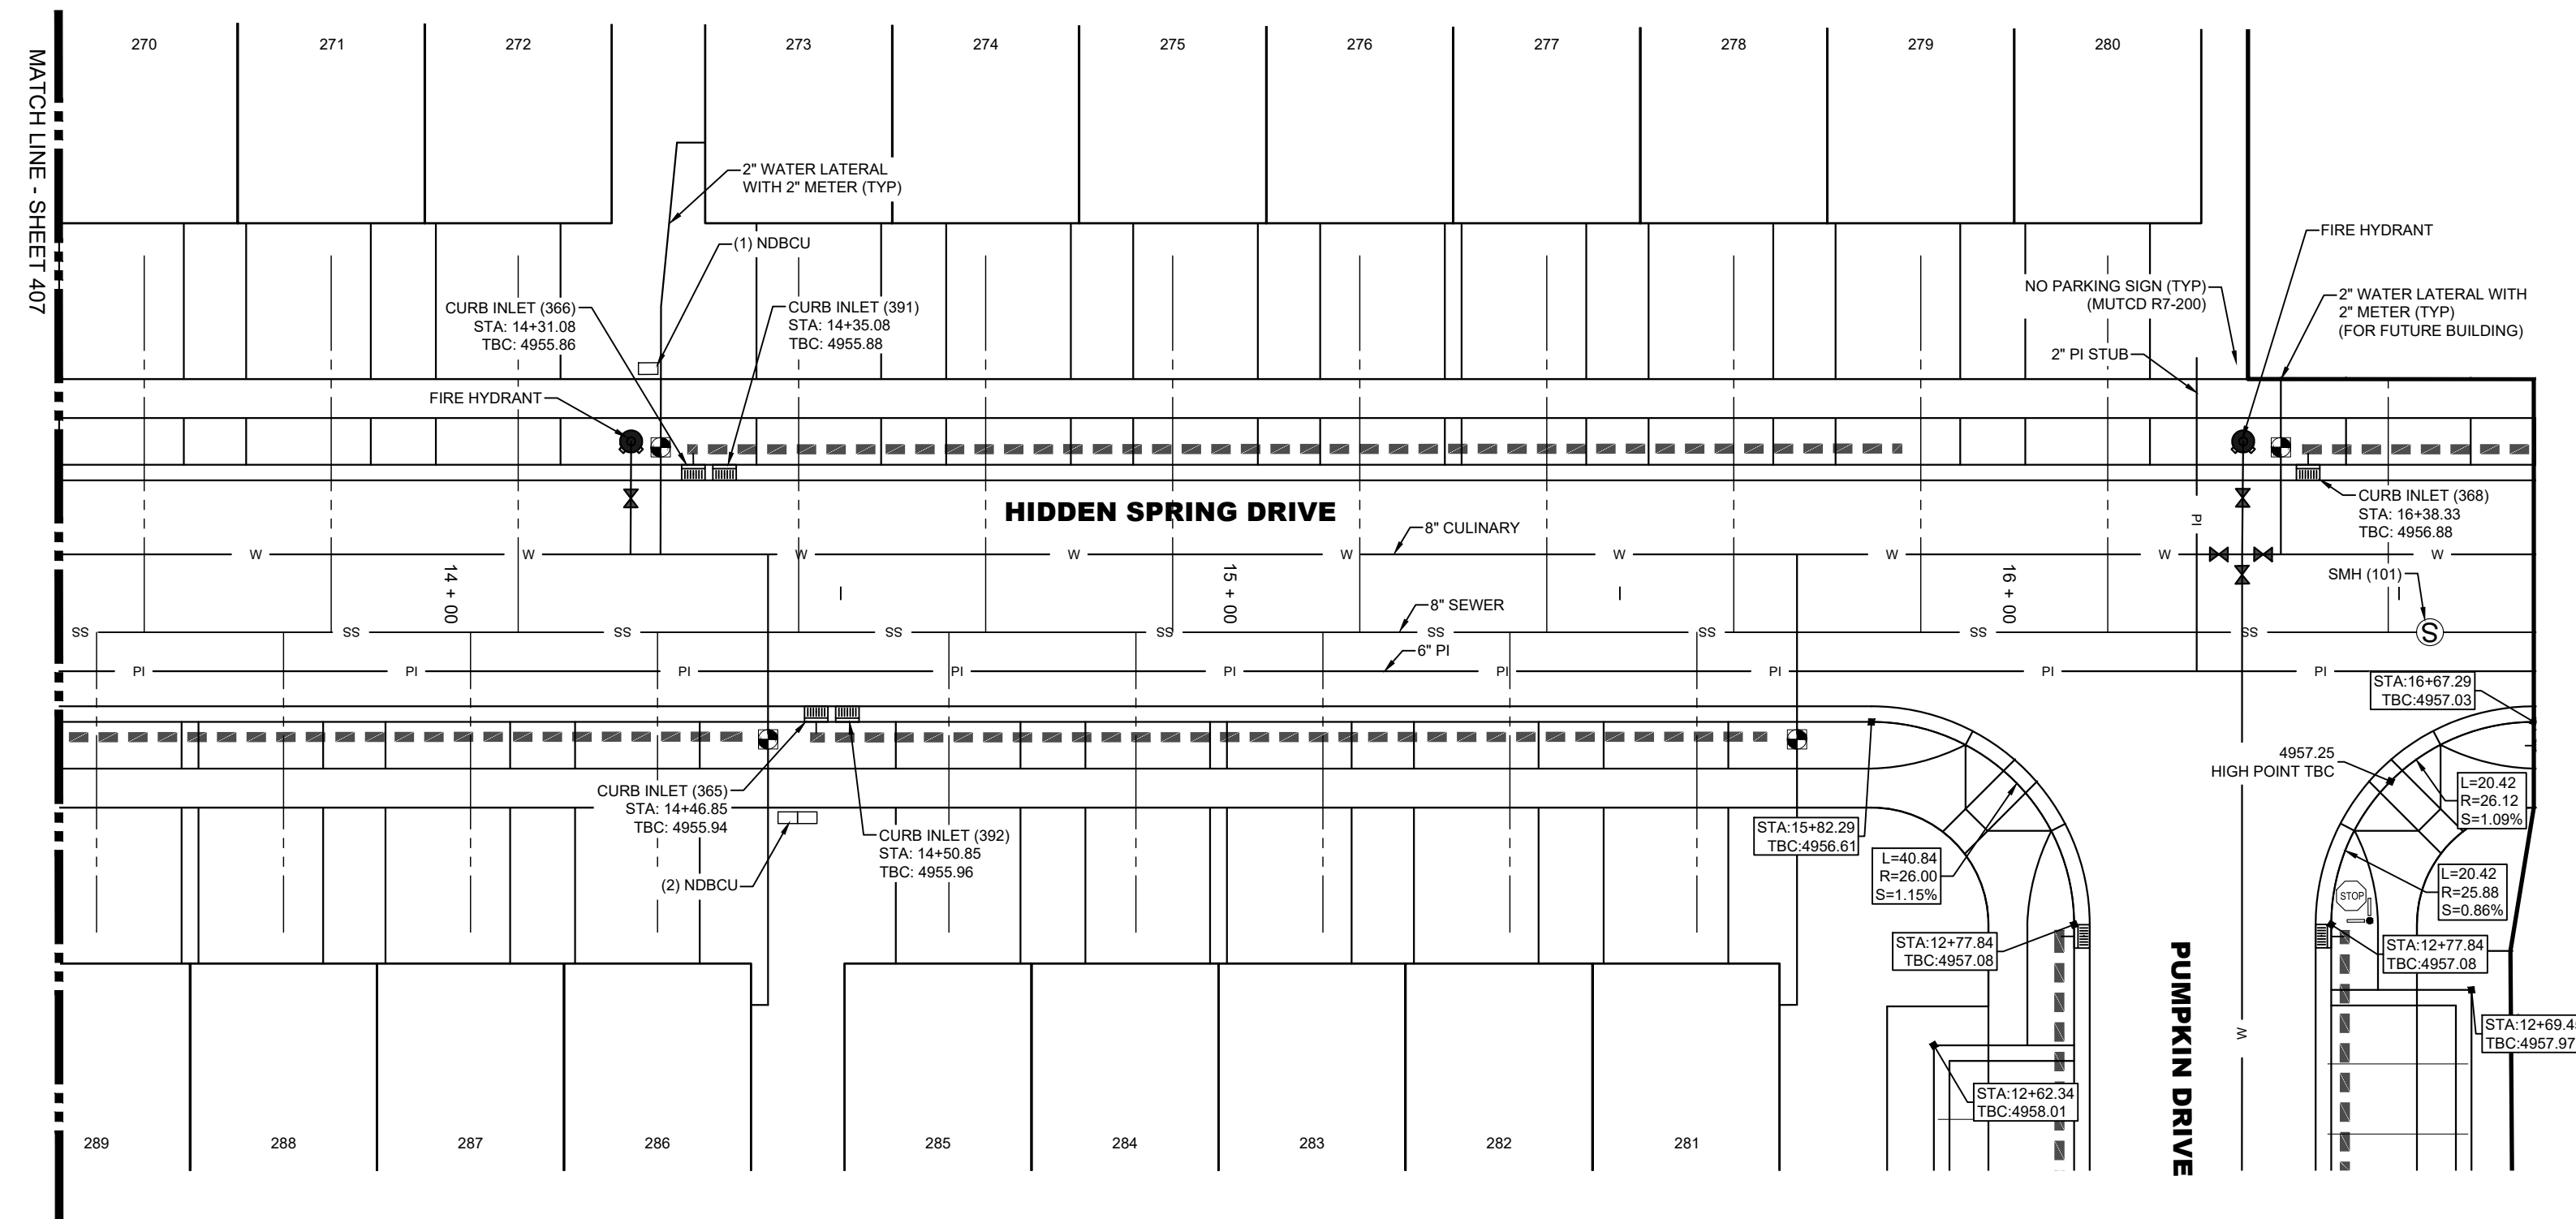 270
271
272
273
274
275
276
277
278
279
280
MATCH LINE - SHEET 407
2" WATER LATERAL
WITH 2" METER (TYP)
(1) NDBCU
CURB INLET (366)
STA: 14+31.08
TBC: 4955.86
CURB INLET (391)
STA: 14+35.08
TBC: 4955.88
FIRE HYDRANT
FIRE HYDRANT
NO PARKING SIGN (TYP)
(MUTCD R7-200)
2" WATER LATERAL WITH
2" METER (TYP)
(FOR FUTURE BUILDING)
2" PI STUB
CURB INLET (368)
STA: 16+38.33
TBC: 4956.88
HIDDEN SPRING DRIVE
PI
8" CULINARY
W
W
W
W
W
W
W
W
W
14 + 00
15 + 00
16 + 00
SMH (101)
S
8" SEWER
SS
SS
SS
SS
SS
SS
SS
SS
SS
6" PI
PI
PI
PI
PI
PI
PI
PI
PI
PI
STA:16+67.29
TBC:4957.03
4957.25
HIGH POINT TBC
L=20.42
R=26.12
S=1.09%
CURB INLET (365)
STA: 14+46.85
TBC: 4955.94
CURB INLET (392)
STA: 14+50.85
TBC: 4955.96
(2) NDBCU
STA:15+82.29
TBC:4956.61
L=40.84
R=26.00
S=1.15%
L=20.42
R=25.88
S=0.86%
STOP
STA:12+77.84
TBC:4957.08
STA:12+77.84
TBC:4957.08
PUMPKIN DRIVE
W
STA:12+69.4
TBC:4957.97
STA:12+62.34
TBC:4958.01
289
288
287
286
285
284
283
282
281